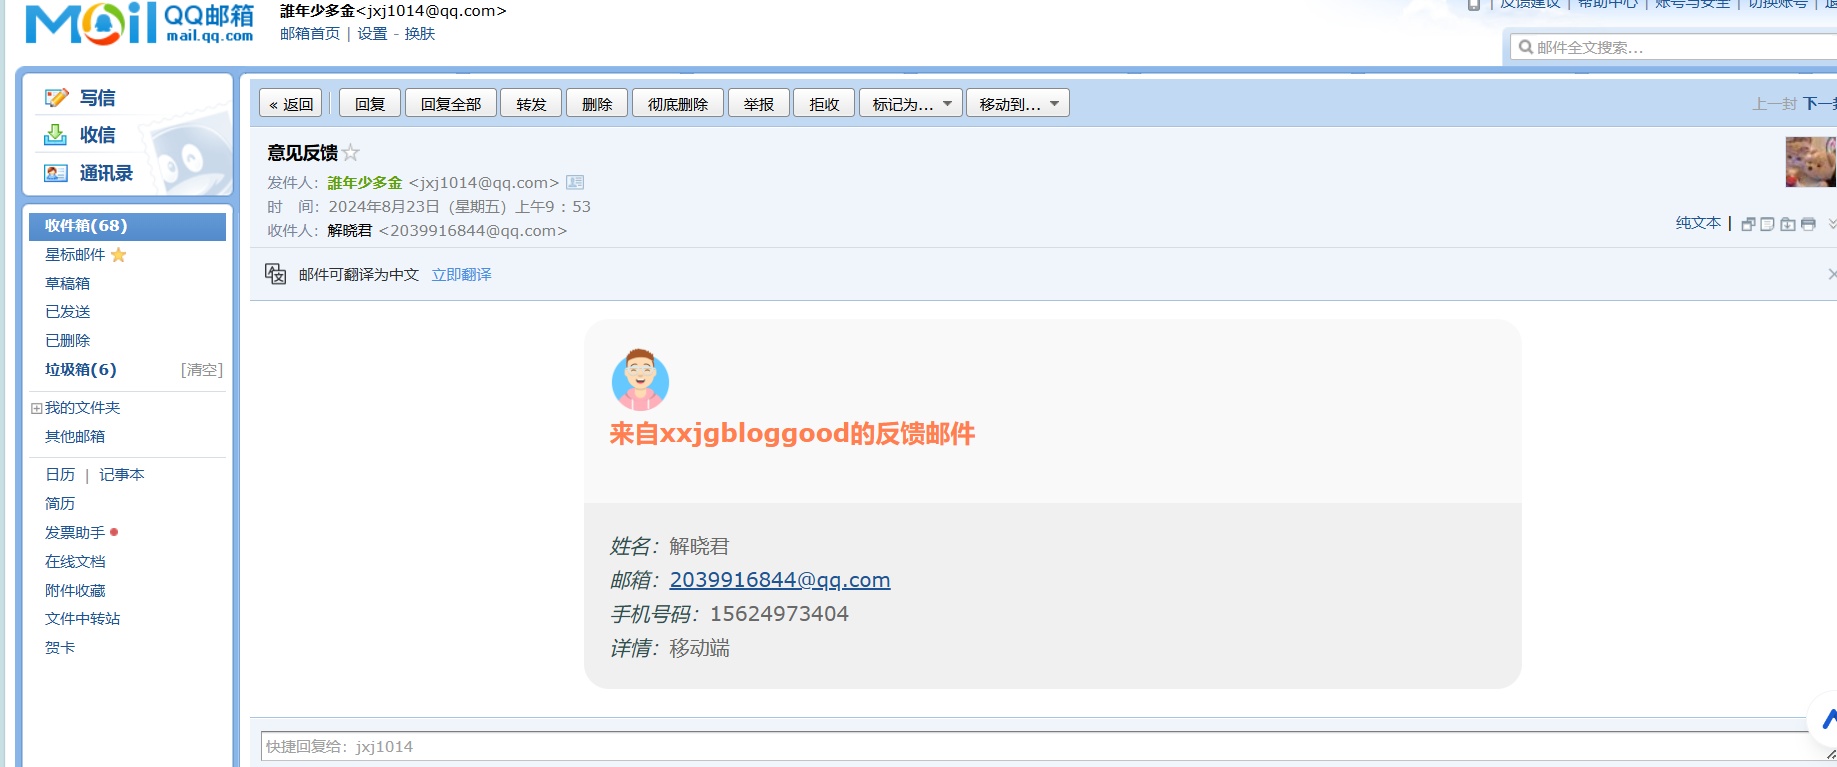 Mail QQ邮箱 mail.qq.com
誰年少多金<jxj1014@qq.com>
邮箱首页 | 设置 - 换肤
反馈建议 | 帮助中心 | 账号与安全 | 切换账号 |
邮件全文搜索...
写信
收信
通讯录
收件箱(68)
星标邮件
草稿箱
已发送
已删除
垃圾箱(6) [清空]
我的文件夹
其他邮箱
日历 | 记事本
简历
发票助手
在线文档
附件收藏
文件中转站
贺卡
« 返回 回复 回复全部 转发 删除 彻底删除 举报 拒收 标记为... 移动到... 上一封 下一封
意见反馈
发件人：誰年少多金 <jxj1014@qq.com>
时 间：2024年8月23日（星期五）上午9：53
收件人：解晓君 <2039916844@qq.com>
纯文本 |
邮件可翻译为中文 立即翻译
来自xxjgbloggood的反馈邮件
姓名：解晓君
邮箱：2039916844@qq.com
手机号码：15624973404
详情：移动端
快捷回复给：jxj1014